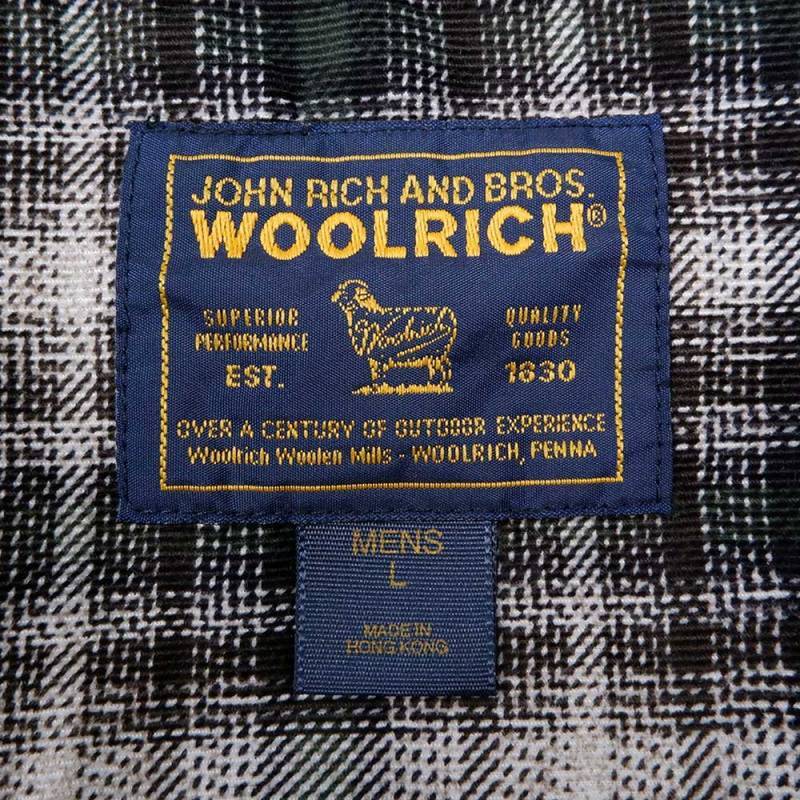 JOHN RICH AND BROS.
WOOLRICH®
SUPERIOR
PERFORMANCE
EST.
Woolrich
QUALITY
GOODS
1830
OVER A CENTURY OF OUTDOOR EXPERIENCE
Woolrich Woolen Mills - WOOLRICH, PENNA
MENS
L
MADE IN
HONG KONG